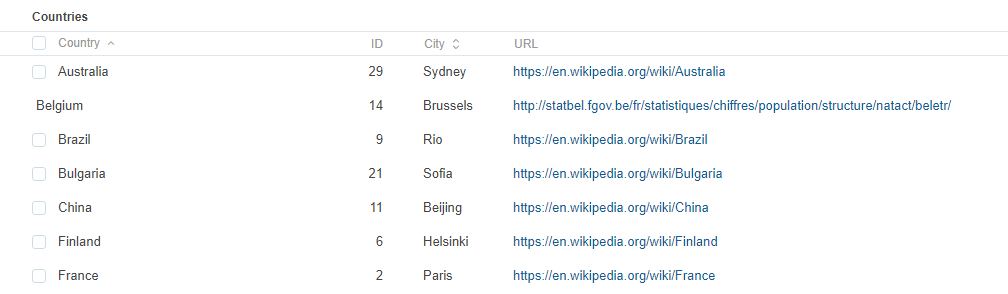 Countries
Country ID City URL
Australia 29 Sydney https://en.wikipedia.org/wiki/Australia
Belgium 14 Brussels http://statbel.fgov.be/fr/statistiques/chiffres/population/structure/natact/beletr/
Brazil 9 Rio https://en.wikipedia.org/wiki/Brazil
Bulgaria 21 Sofia https://en.wikipedia.org/wiki/Bulgaria
China 11 Beijing https://en.wikipedia.org/wiki/China
Finland 6 Helsinki https://en.wikipedia.org/wiki/Finland
France 2 Paris https://en.wikipedia.org/wiki/France